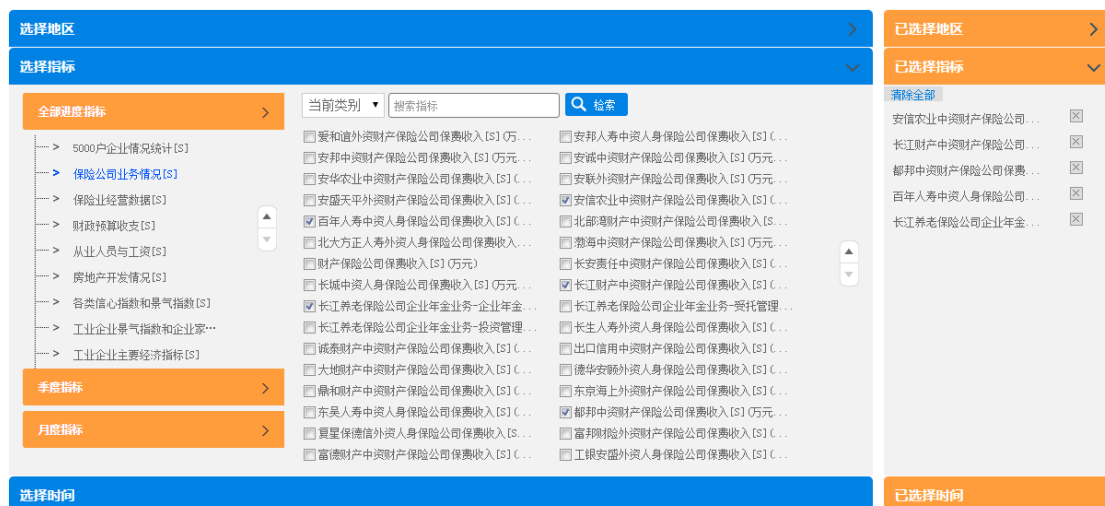 选择地区
已选择地区
选择指标
已选择指标
全部进度指标
5000户企业情况统计[S]
保险公司业务情况[S]
保险业经营数据[S]
财政预算收支[S]
从业人员与工资[S]
房地产开发情况[S]
各类信心指数和景气指数[S]
工业企业景气指数和企业家…
工业企业主要经济指标[S]
季度指标
月度指标
当前类别 ▼ 搜索指标 检索
爱和谊外资财产保险公司保费收入[S](万... 安邦人寿中资人身保险公司保费收入[S](...
安邦中资财产保险公司保费收入[S](万元... 安诚中资财产保险公司保费收入[S](万元...
安华农业中资财产保险公司保费收入[S](... 安联外资财产保险公司保费收入[S](万元...
安盛天平外资财产保险公司保费收入[S](... 安信农业中资财产保险公司保费收入[S](...
百年人寿中资人身保险公司保费收入[S](... 北部湾财产中资财产保险公司保费收入[S...
北大方正人寿外资人身保险公司保费收入... 渤海中资财产保险公司保费收入[S](万元...
财产保险公司保费收入[S](万元) 长安责任中资财产保险公司保费收入[S](...
长城中资人身保险公司保费收入[S](万元... 长江财产中资财产保险公司保费收入[S](...
长江养老保险公司企业年金业务-企业年金... 长江养老保险公司企业年金业务-受托管理...
长江养老保险公司企业年金业务-投资管理... 长生人寿外资人身保险公司保费收入[S](...
诚泰财产中资财产保险公司保费收入[S](... 出口信用中资财产保险公司保费收入[S](...
大地财产中资财产保险公司保费收入[S](... 德华安顾外资人身保险公司保费收入[S](...
鼎和财产中资财产保险公司保费收入[S](... 东京海上外资财产保险公司保费收入[S](...
东吴人寿中资人身保险公司保费收入[S](... 都邦中资财产保险公司保费收入[S](万元...
复星保德信外资人身保险公司保费收入[S... 富邦财险外资财产保险公司保费收入[S](...
富德财产中资财产保险公司保费收入[S](... 工银安盛外资人身保险公司保费收入[S](...
清除全部
安信农业中资财产保险公司...
长江财产中资财产保险公司...
都邦中资财产保险公司保费...
百年人寿中资人身保险公司...
长江养老保险公司企业年金...
选择时间
已选择时间